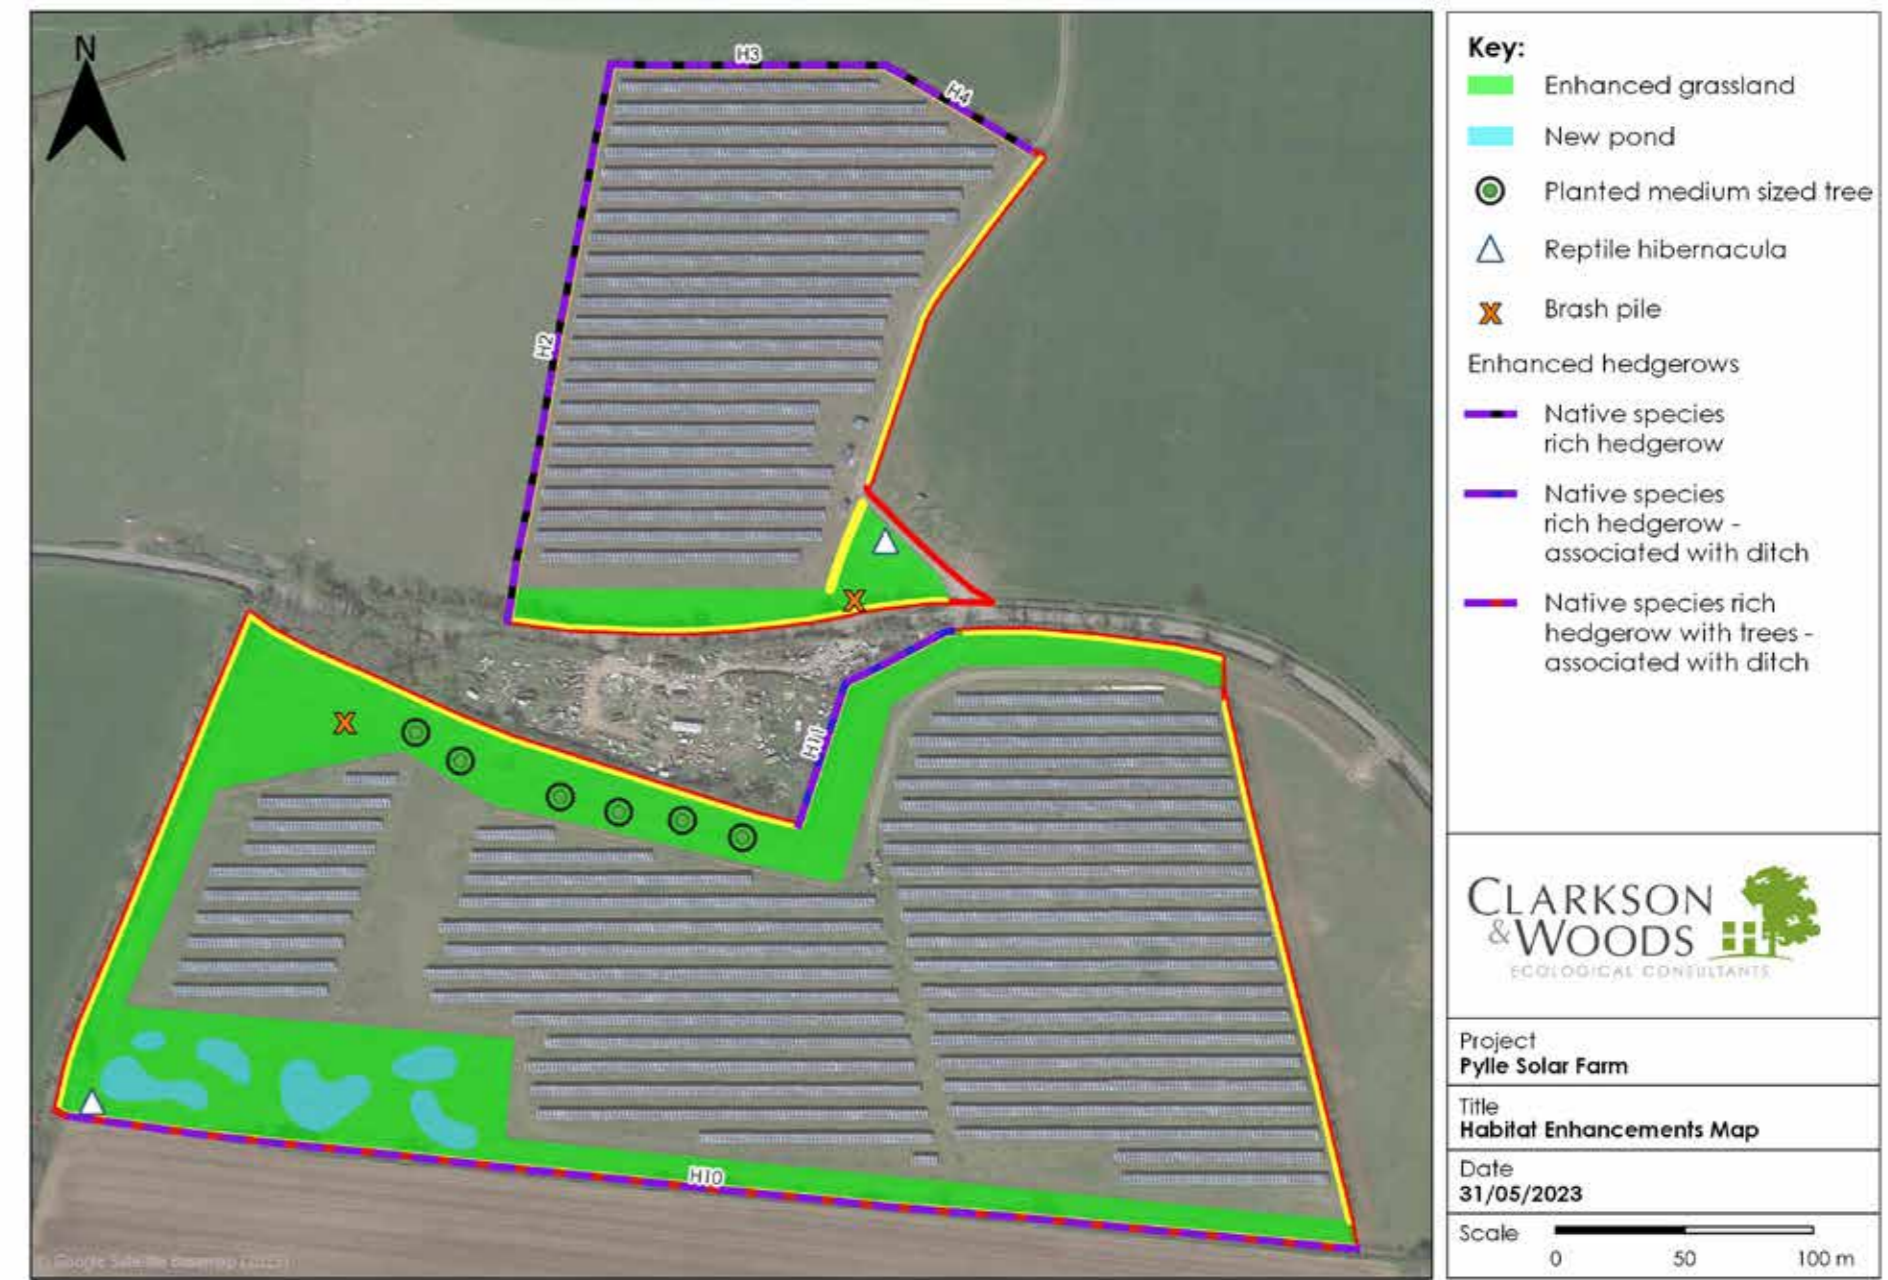 N
H3
H4
H2
H11
H10
Key:
Enhanced grassland
New pond
Planted medium sized tree
Reptile hibernacula
Brash pile
Enhanced hedgerows
Native species
rich hedgerow
Native species
rich hedgerow -
associated with ditch
Native species rich
hedgerow with trees -
associated with ditch
CLARKSON
&WOODS
ECOLOGICAL CONSULTANTS
Project
Pylle Solar Farm
Title
Habitat Enhancements Map
Date
31/05/2023
Scale
0 50 100 m
© Google Satellite Basemap